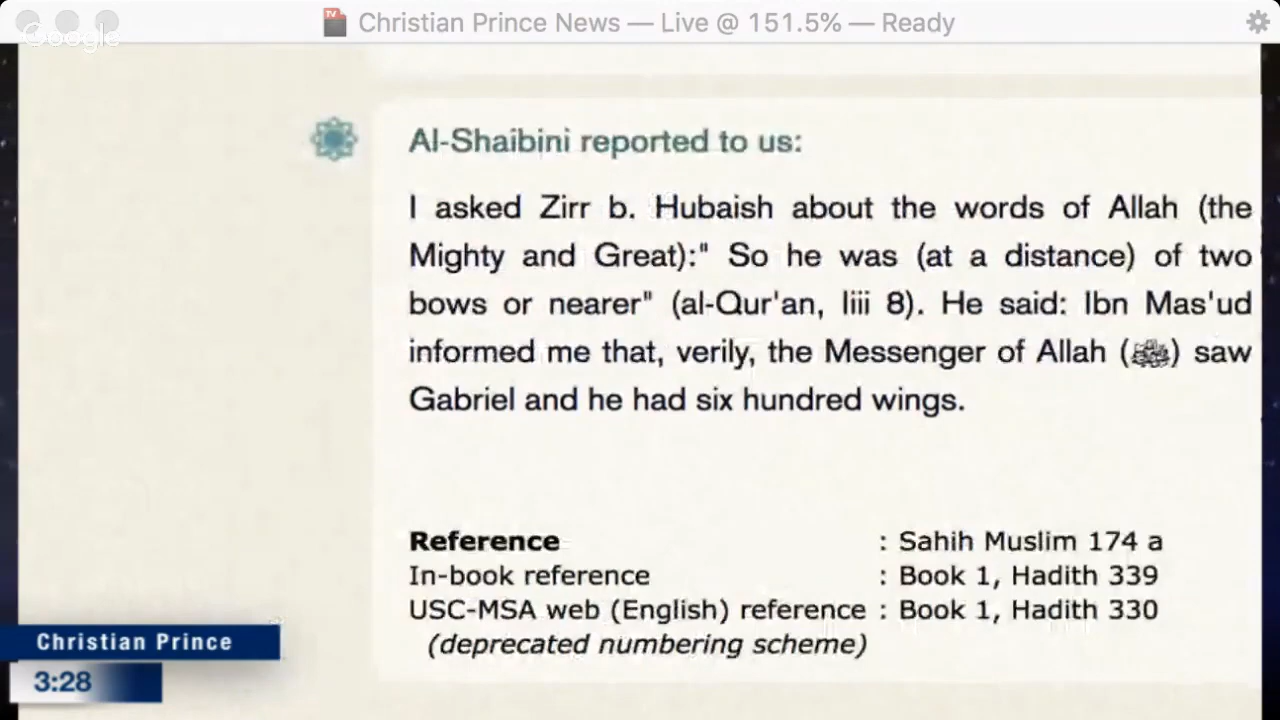 Christian Prince News — Live @ 151.5% — Ready
Google
Al-Shaibini reported to us:
I asked Zirr b. Hubaish about the words of Allah (the
Mighty and Great):" So he was (at a distance) of two
bows or nearer" (al-Qur'an, liii 8). He said: Ibn Mas'ud
informed me that, verily, the Messenger of Allah (ﷺ) saw
Gabriel and he had six hundred wings.
Reference : Sahih Muslim 174 a
In-book reference : Book 1, Hadith 339
USC-MSA web (English) reference : Book 1, Hadith 330
(deprecated numbering scheme)
Christian Prince
3:28